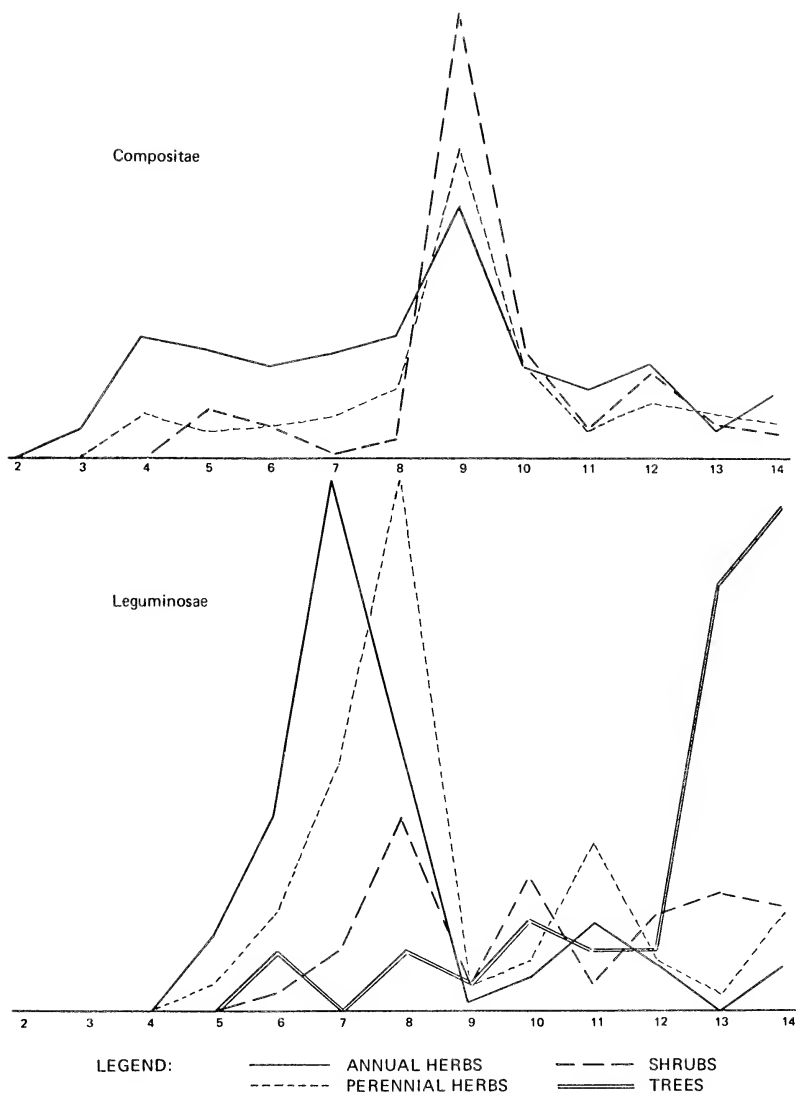 Compositae
2 3 4 5 6 7 8 9 10 11 12 13 14
Leguminosae
2 3 4 5 6 7 8 9 10 11 12 13 14
LEGEND: ANNUAL HERBS SHRUBS
PERENNIAL HERBS TREES